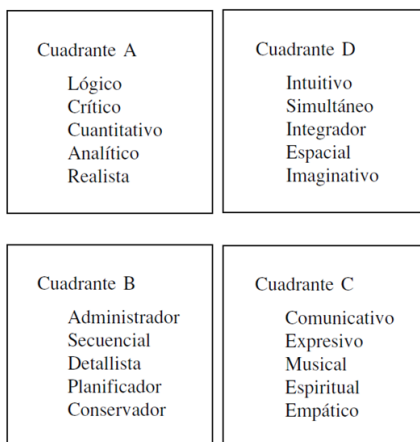 Cuadrante A
Lógico
Crítico
Cuantitativo
Analítico
Realista
Cuadrante D
Intuitivo
Simultáneo
Integrador
Espacial
Imaginativo
Cuadrante B
Administrador
Secuencial
Detallista
Planificador
Conservador
Cuadrante C
Comunicativo
Expresivo
Musical
Espiritual
Empático